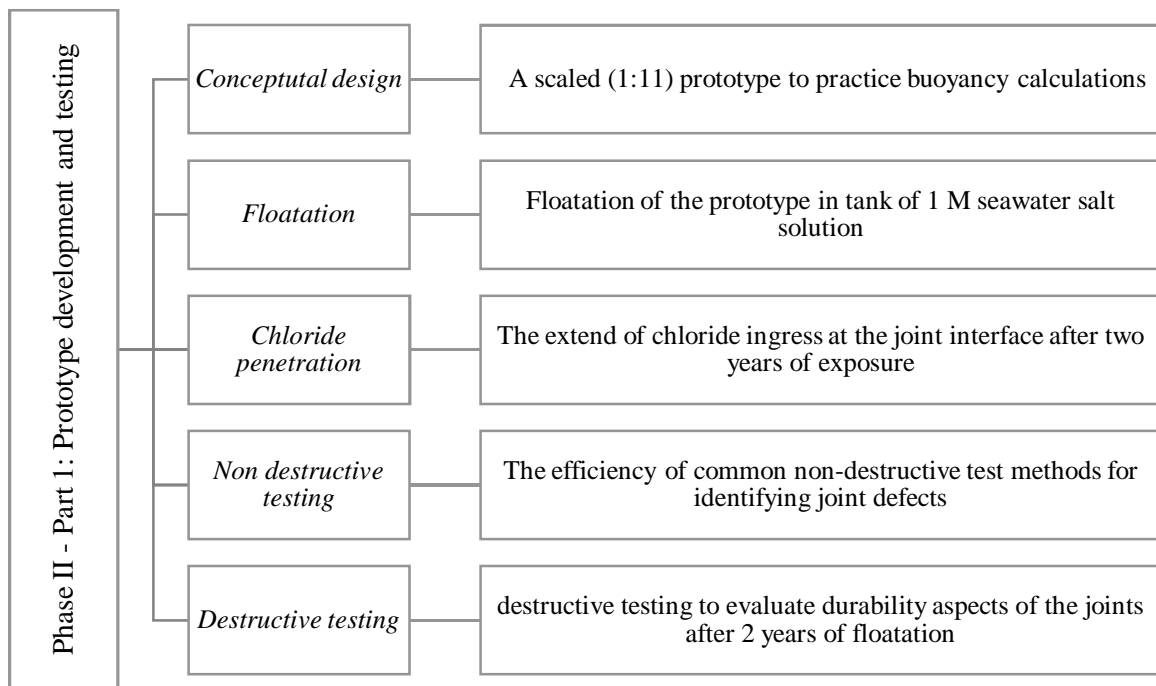 Phase II - Part 1: Prototype development and testing
Conceptutal design
A scaled (1:11) prototype to practice buoyancy calculations
Floatation
Floatation of the prototype in tank of 1 M seawater salt
solution
Chloride
penetration
The extend of chloride ingress at the joint interface after two
years of exposure
Non destructive
testing
The efficiency of common non-destructive test methods for
identifying joint defects
Destructive testing
destructive testing to evaluate durability aspects of the joints
after 2 years of floatation